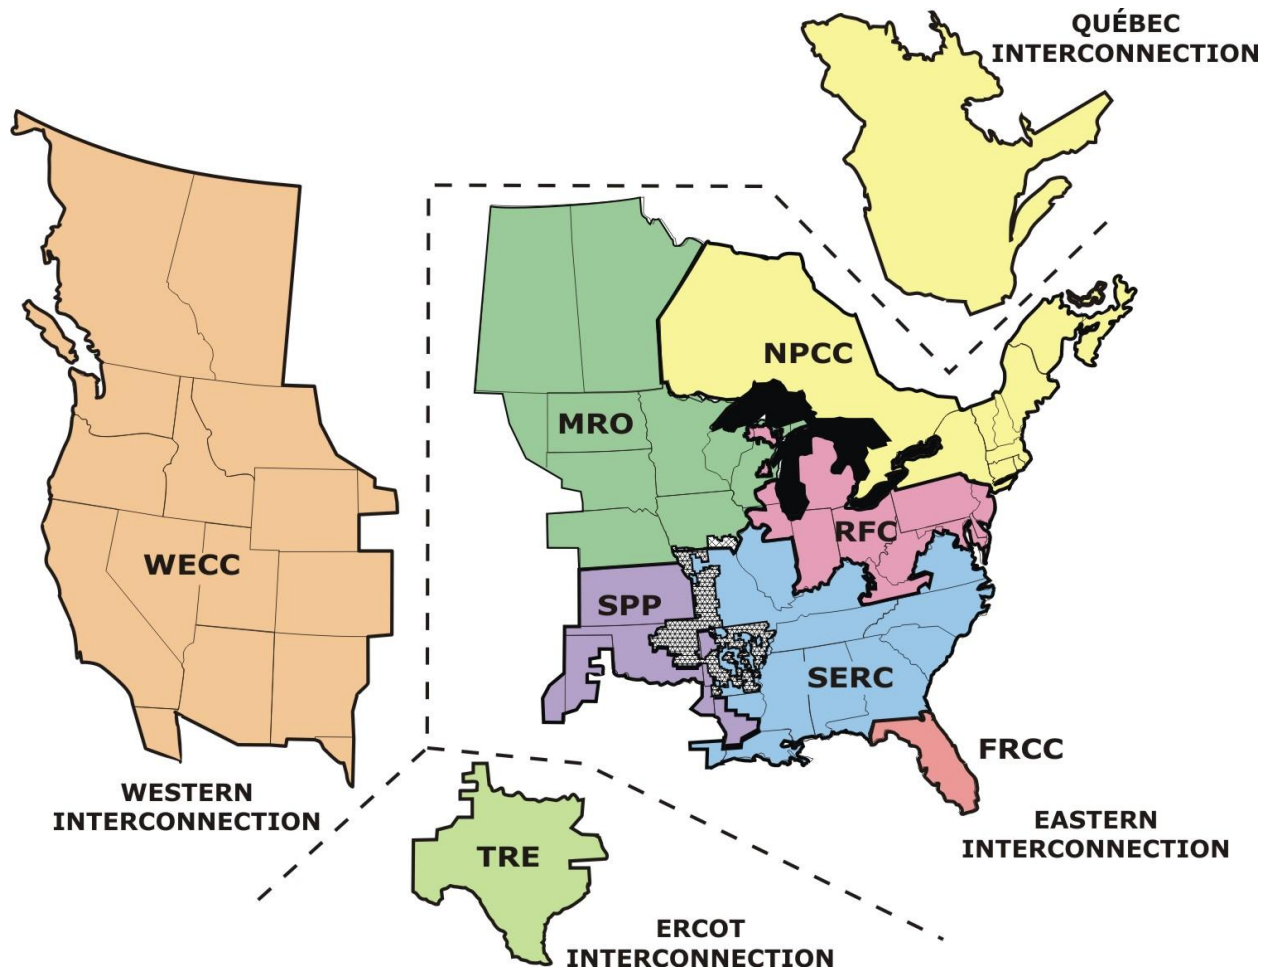 QUÉBEC
INTERCONNECTION
NPCC
MRO
RFC
WECC
SPP
SERC
FRCC
WESTERN
INTERCONNECTION
EASTERN
INTERCONNECTION
TRE
ERCOT
INTERCONNECTION